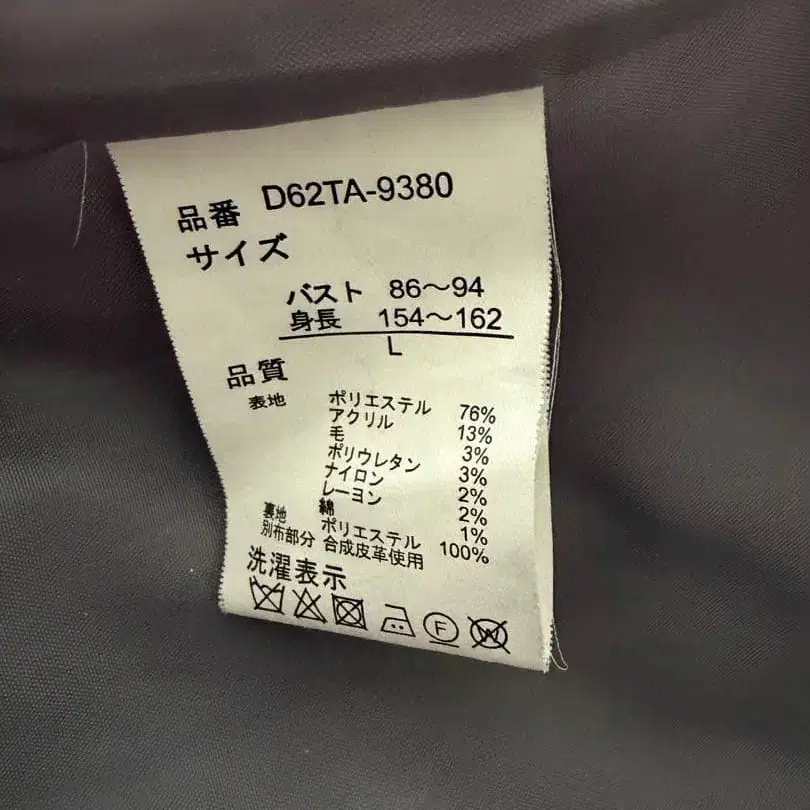 品番 D62TA-9380
サイズ
バスト 86～94
身長 154～162
L
品質
表地 ポリエステル 76%
アクリル 13%
毛 3%
ポリウレタン 3%
ナイロン 2%
レーヨン 2%
綿 1%
裏地 ポリエステル 100%
別布部分 合成皮革使用
洗濯表示
F
W